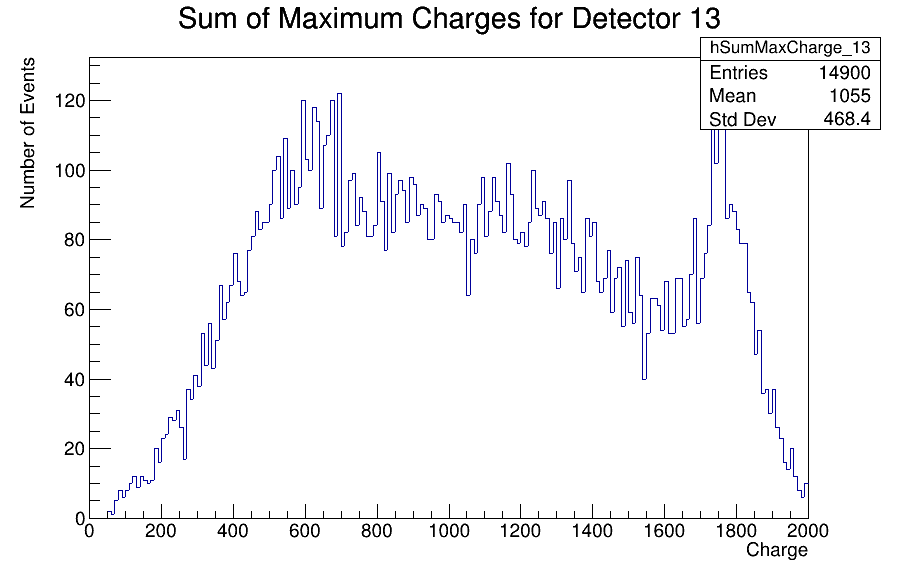 Sum of Maximum Charges for Detector 13
hSumMaxCharge_13
Entries 14900
Mean 1055
Std Dev 468.4
Number of Events
120
100
80
60
40
20
0
0 200 400 600 800 1000 1200 1400 1600 1800 2000
Charge